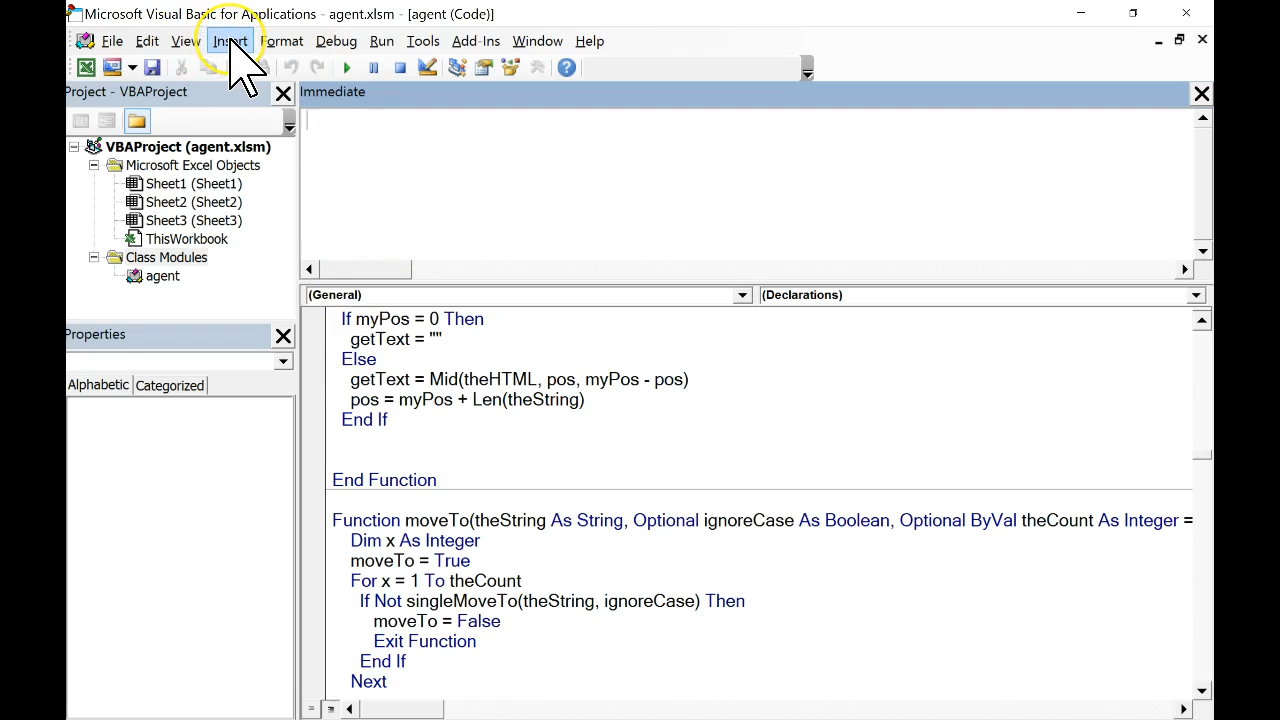 Microsoft Visual Basic for Applications - agent.xlsm - [agent (Code)]
File Edit View Insert Format Debug Run Tools Add-Ins Window Help
Project - VBAProject
VBAProject (agent.xlsm)
Microsoft Excel Objects
Sheet1 (Sheet1)
Sheet2 (Sheet2)
Sheet3 (Sheet3)
ThisWorkbook
Class Modules
agent
Properties
Alphabetic Categorized
Immediate
(General) (Declarations)
If myPos = 0 Then
getText = ""
Else
getText = Mid(theHTML, pos, myPos - pos)
pos = myPos + Len(theString)
End If
End Function
Function moveTo(theString As String, Optional ignoreCase As Boolean, Optional ByVal theCount As Integer =
Dim x As Integer
moveTo = True
For x = 1 To theCount
If Not singleMoveTo(theString, ignoreCase) Then
moveTo = False
Exit Function
End If
Next